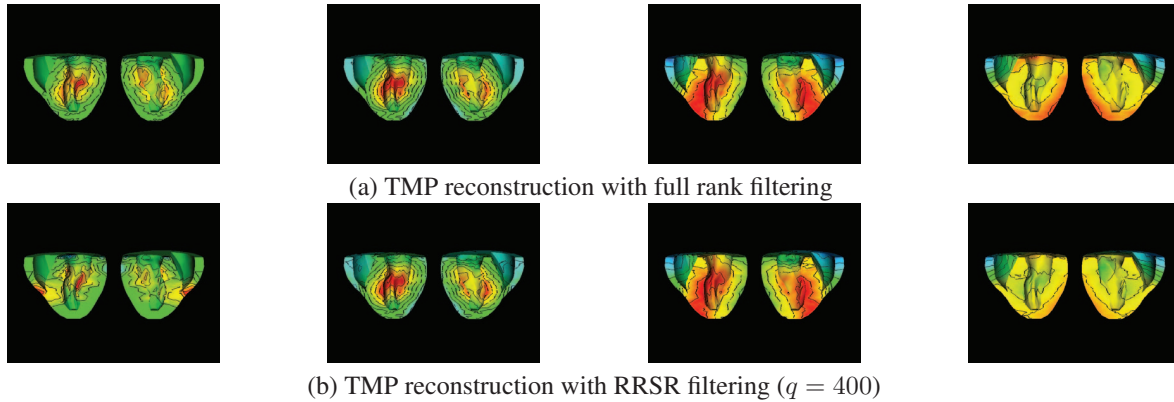 (a) TMP reconstruction with full rank filtering
(b) TMP reconstruction with RRSR filtering (q = 400)